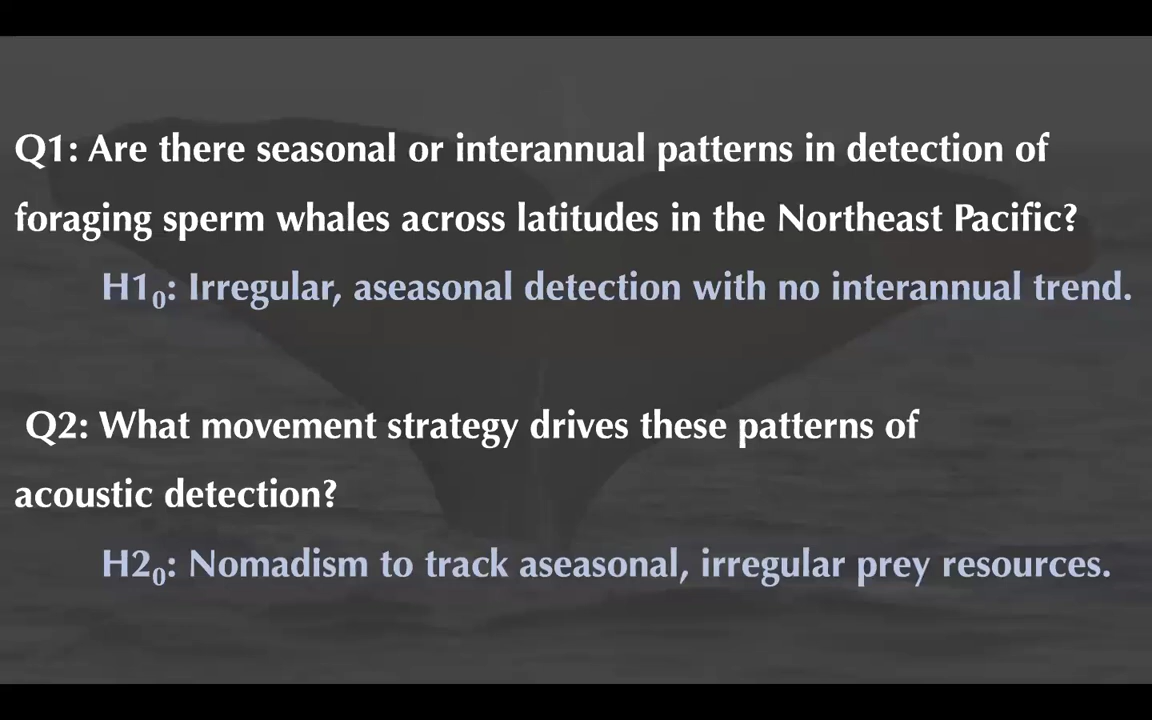 Q1: Are there seasonal or interannual patterns in detection of
foraging sperm whales across latitudes in the Northeast Pacific?
H1₀: Irregular, aseasonal detection with no interannual trend.
Q2: What movement strategy drives these patterns of
acoustic detection?
H2₀: Nomadism to track aseasonal, irregular prey resources.